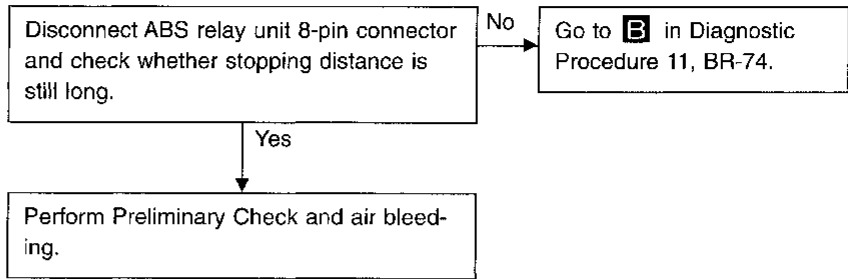 Disconnect ABS relay unit 8-pin connector
and check whether stopping distance is
still long.
No
Go to B in Diagnostic
Procedure 11, BR-74.
Yes
Perform Preliminary Check and air bleed-
ing.